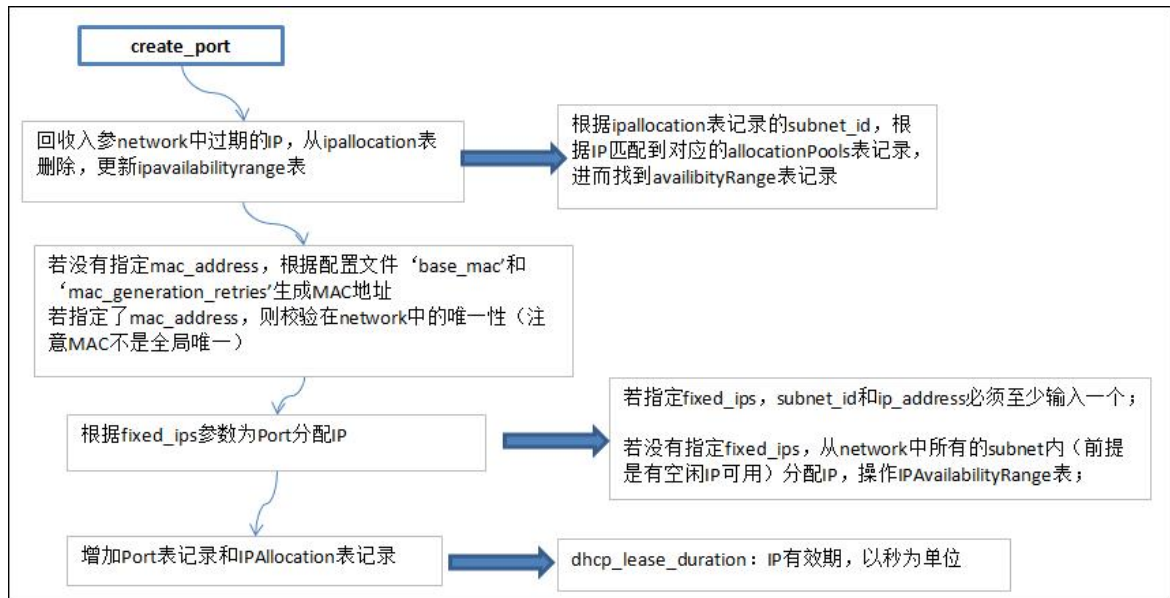 create_port
回收入参network中过期的IP，从ipallocation表
删除，更新ipavailabilityrange表
根据ipallocation表记录的subnet_id，根
据IP匹配到对应的allocationPools表记录，
进而找到availibityRange表记录
若没有指定mac_address，根据配置文件‘base_mac’和
‘mac_generation_retries’生成MAC地址
若指定了mac_address，则校验在network中的唯一性（注
意MAC不是全局唯一）
根据fixed_ips参数为Port分配IP
若指定fixed_ips，subnet_id和ip_address必须至少输入一个；
若没有指定fixed_ips，从network中所有的subnet内（前提
是有空闲IP可用）分配IP，操作IPAvailabilityRange表；
增加Port表记录和IPAllocation表记录
dhcp_lease_duration：IP有效期，以秒为单位